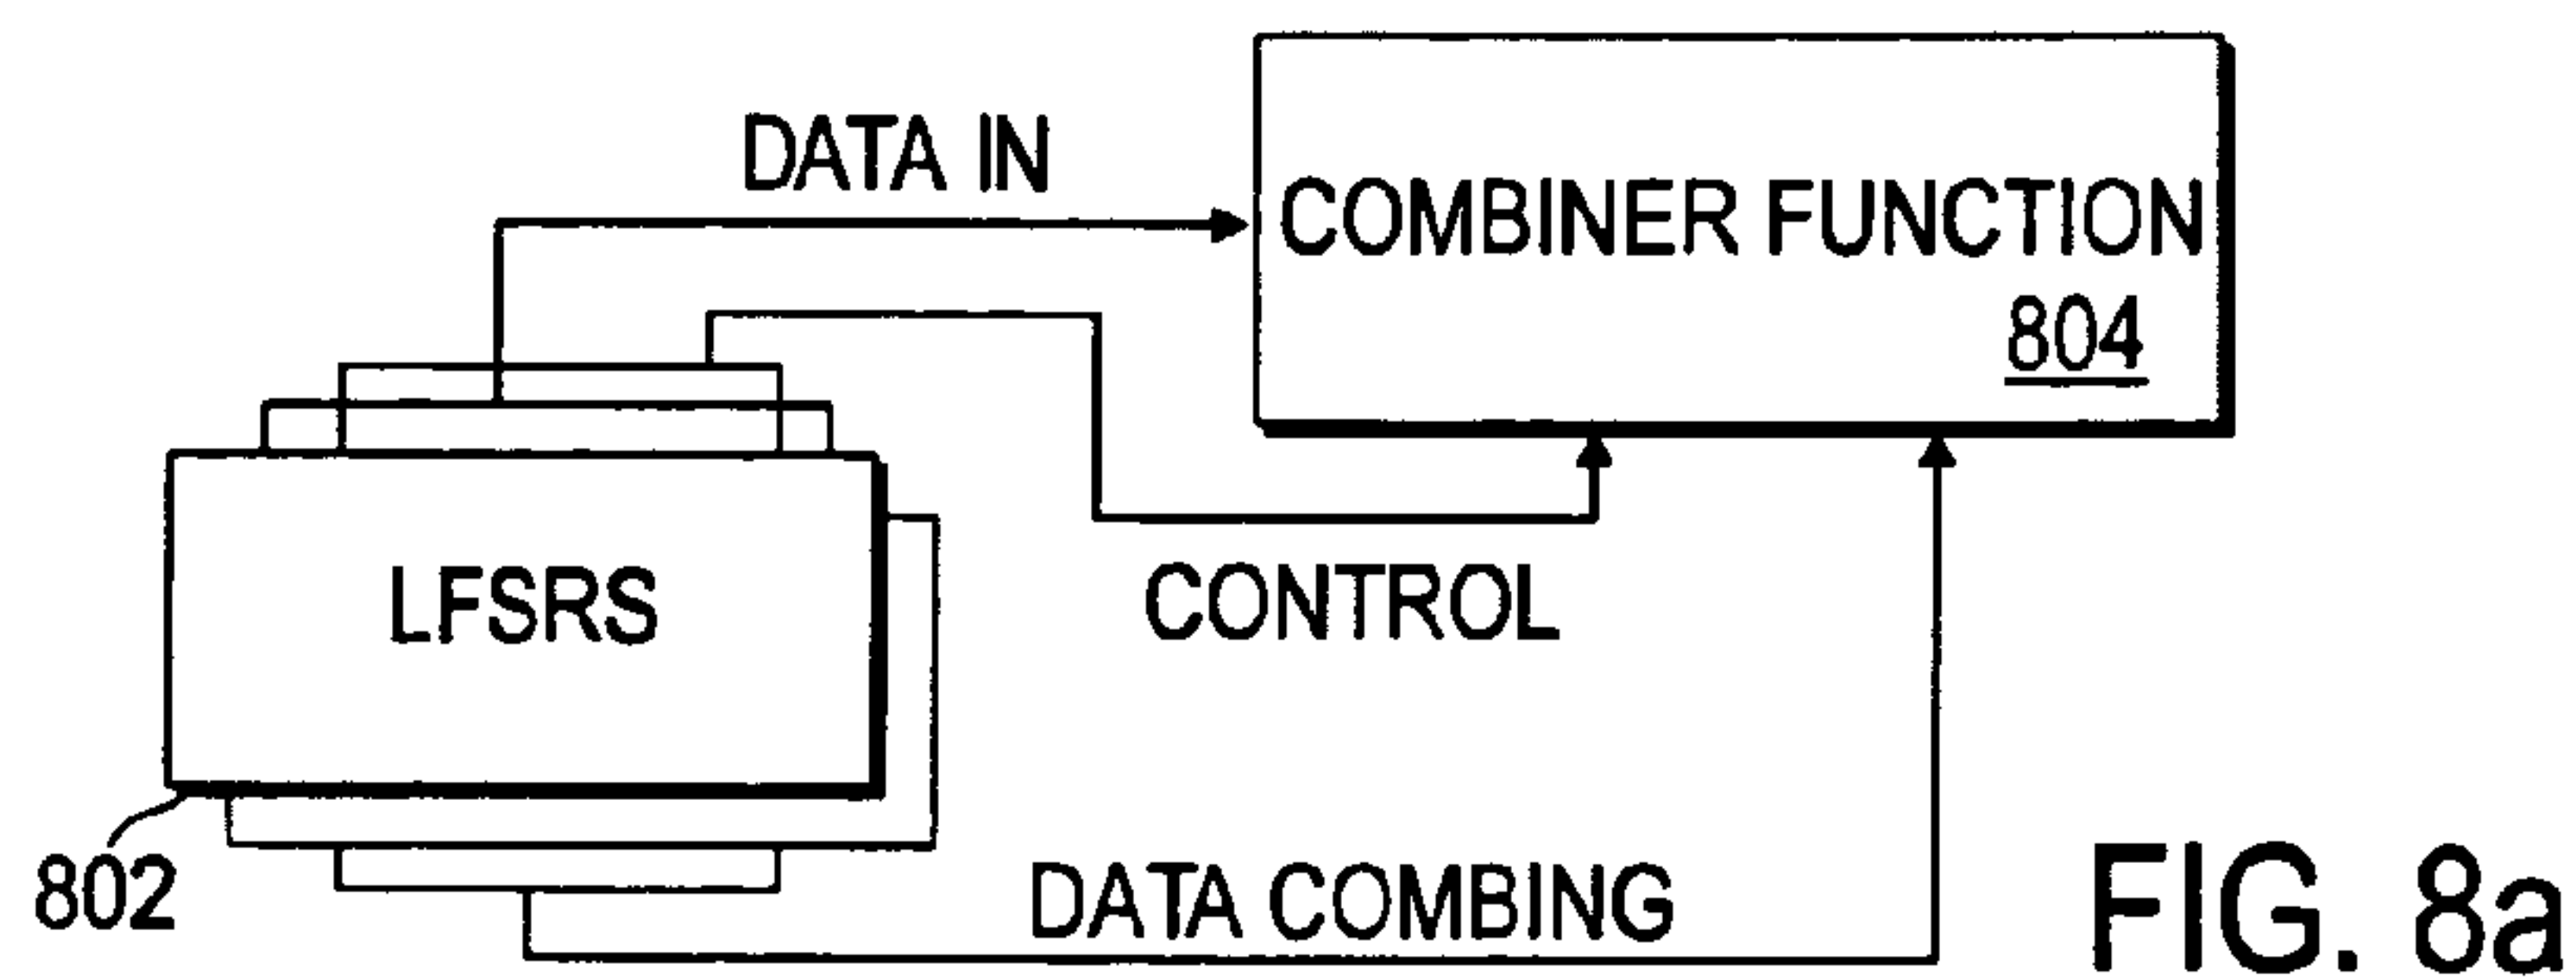 DATA IN
COMBINER FUNCTION
804
LFSRS
CONTROL
802
DATA COMBING
FIG. 8a